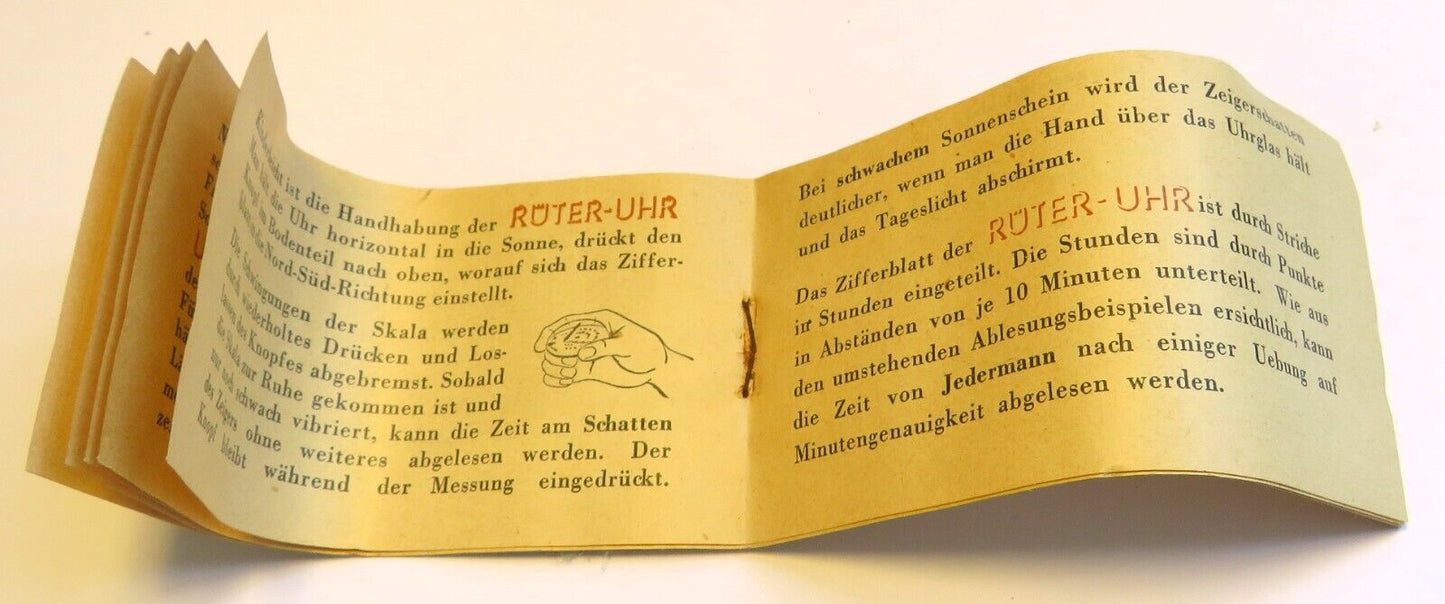 Kinderleicht ist die Handhabung der RÜTER-UHR
Man hält die Uhr horizontal in die Sonne, drückt den
Knopf im Bodenteil nach oben, worauf sich das Ziffer-
blatt in die Nord-Süd-Richtung einstellt.
Die Schwingungen der Skala werden
durch wiederholtes Drücken und Los-
lassen des Knopfes abgebremst. Sobald
die Skala zur Ruhe gekommen ist und
nur noch schwach vibriert, kann die Zeit am Schatten
des Zeigers ohne weiteres abgelesen werden. Der
Knopf bleibt während der Messung eingedrückt.
Bei schwachem Sonnenschein wird der Zeigerschatten
deutlicher, wenn man die Hand über das Uhrglas hält
und das Tageslicht abschirmt.
Das Zifferblatt der RÜTER-UHR ist durch Striche
in Stunden eingeteilt. Die Stunden sind durch Punkte
in Abständen von je 10 Minuten unterteilt. Wie aus
den umstehenden Ablesungsbeispielen ersichtlich, kann
die Zeit von Jedermann nach einiger Uebung auf
Minutengenauigkeit abgelesen werden.